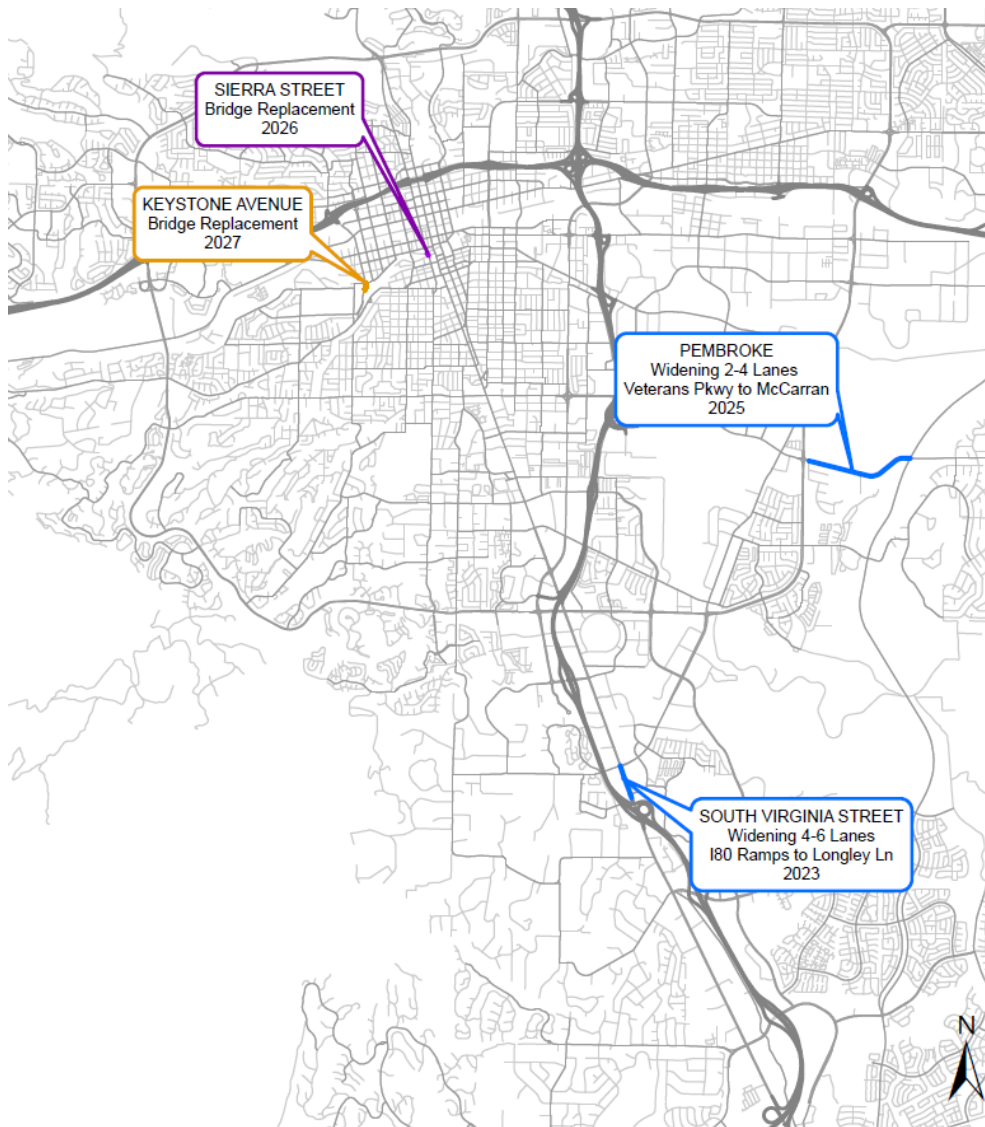 SIERRA STREET
Bridge Replacement
2026
KEYSTONE AVENUE
Bridge Replacement
2027
PEMBROKE
Widening 2-4 Lanes
Veterans Pkwy to McCarran
2025
SOUTH VIRGINIA STREET
Widening 4-6 Lanes
I80 Ramps to Longley Ln
2023
N